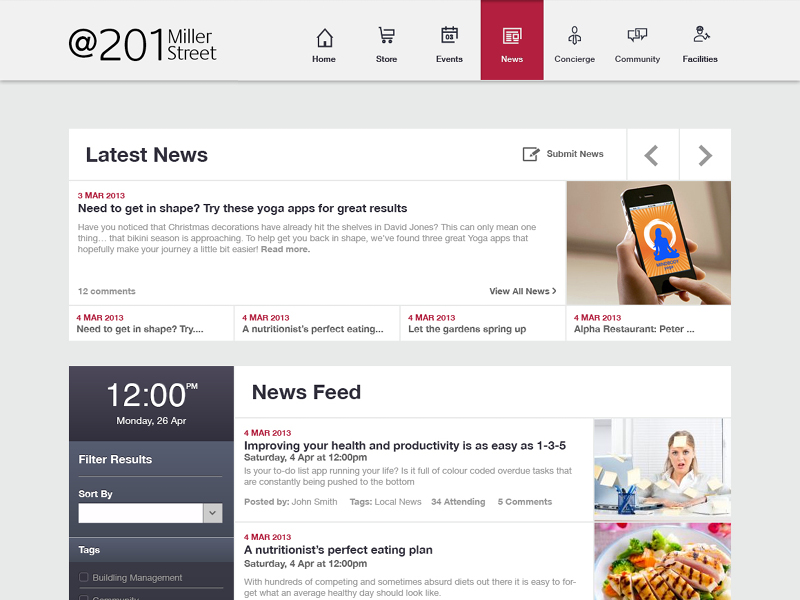 @201 Miller Street
Home
Store
03
Events
News
Concierge
Community
Facilities
Latest News
Submit News
3 MAR 2013
Need to get in shape? Try these yoga apps for great results
Have you noticed that Christmas decorations have already hit the shelves in David Jones? This can only mean one
thing… that bikini season is approaching. To help get you back in shape, we've found three great Yoga apps that
hopefully make your journey a little bit easier! Read more.
12 comments
View All News >
MINDBODY
yoga
4 MAR 2013
Need to get in shape? Try....
4 MAR 2013
A nutritionist's perfect eating...
4 MAR 2013
Let the gardens spring up
4 MAR 2013
Alpha Restaurant: Peter ...
12:00 PM
Monday, 26 Apr
Filter Results
Sort By
Tags
Buildling Management
Community
News Feed
4 MAR 2013
Improving your health and productivity is as easy as 1-3-5
Saturday, 4 Apr at 12:00pm
Is your to-do list app running your life? Is it full of colour coded overdue tasks that
are constantly being pushed to the bottom
Posted by: John Smith Tags: Local News 34 Attending 5 Comments
4 MAR 2013
A nutritionist's perfect eating plan
Saturday, 4 Apr at 12:00pm
With hundreds of competing and sometimes absurd diets out there it is easy to for-
get what an average healthy day should look like.